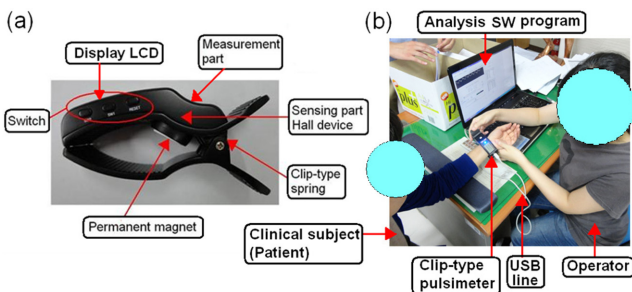 (a)
Display LCD
Measurement
part
Switch
Sensing part
Hall device
Clip-type
spring
Permanent magnet
(b)
Analysis SW program
plus
Clinical subject
(Patient)
Clip-type
pulsimeter
USB
line
Operator